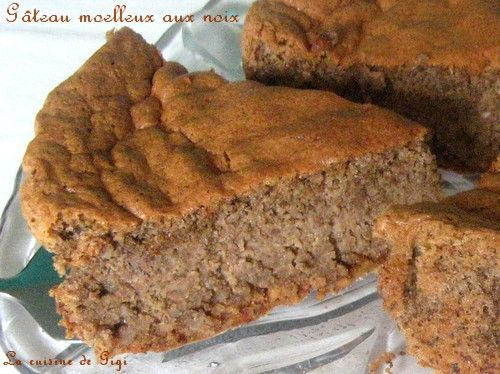 Gâteau moelleux aux noix
La cuisine de Gigi